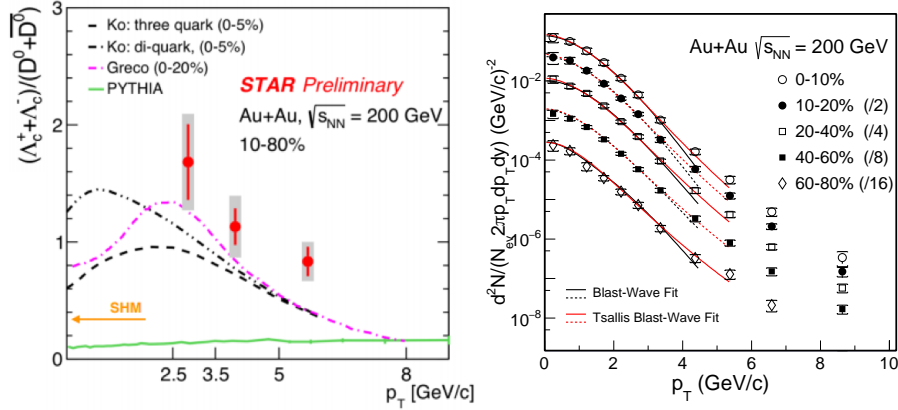 (Λc⁺+Λc⁻)/(D⁰+D̅⁰)
3
2
1
0
Ko: three quark (0-5%)
Ko: di-quark, (0-5%)
Greco (0-20%)
PYTHIA
STAR Preliminary
Au+Au, √sNN = 200 GeV
10-80%
SHM
2.5 3.5 5 8
pT [GeV/c]
d²N/(Nev2πpTdpTdy) (GeV/c)⁻²
10⁻²
10⁻⁴
10⁻⁶
10⁻⁸
Au+Au √sNN = 200 GeV
0-10%
10-20% (/2)
20-40% (/4)
40-60% (/8)
60-80% (/16)
Blast-Wave Fit
Tsallis Blast-Wave Fit
0 2 4 6 8 10
pT (GeV/c)